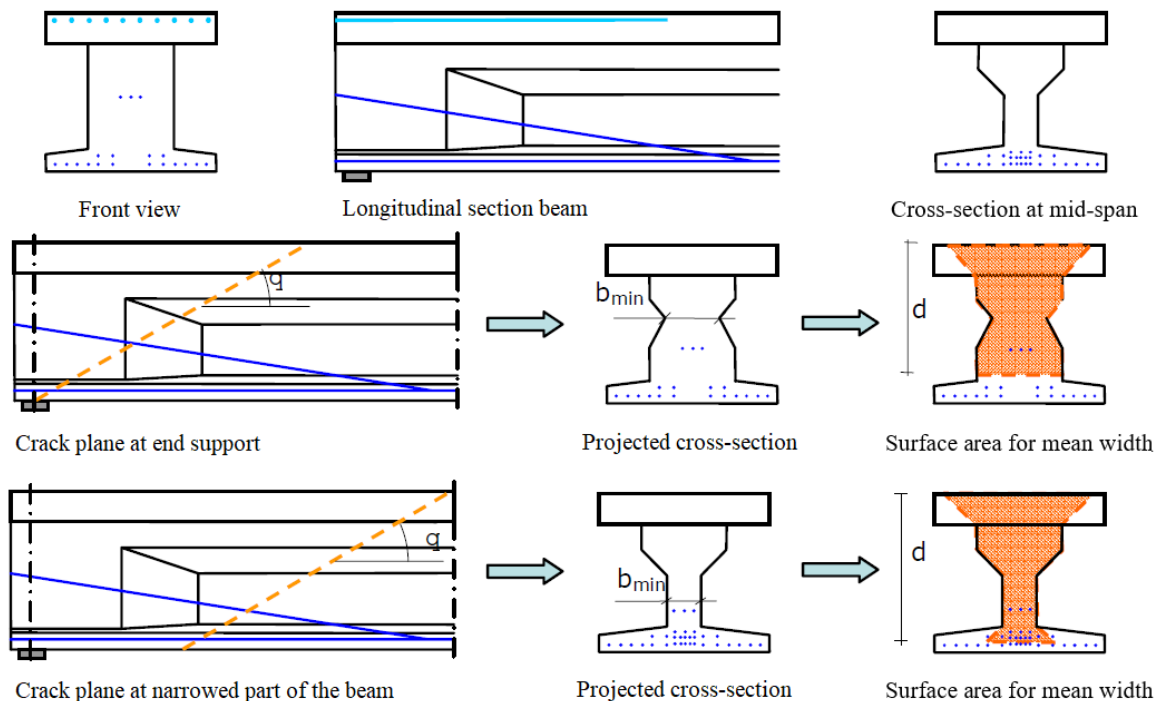 Front view
Longitudinal section beam
Cross-section at mid-span
q
b_min
d
Crack plane at end support
Projected cross-section
Surface area for mean width
q
b_min
d
Crack plane at narrowed part of the beam
Projected cross-section
Surface area for mean width